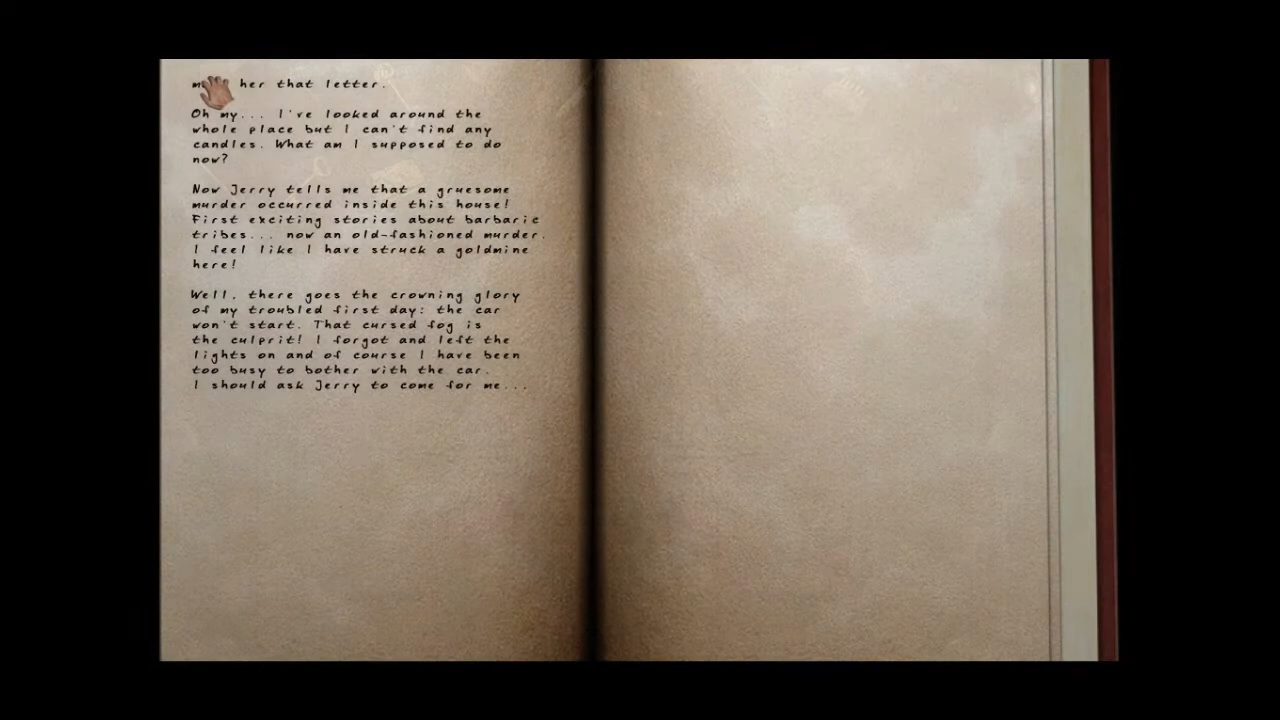 her that letter.
Oh my... I've looked around the
whole place but I can't find any
candles. What am I supposed to do
now?
Now Jerry tells me that a gruesome
murder occurred inside this house!
First exciting stories about barbaric
tribes... now an old-fashioned murder.
I feel like I have struck a goldmine
here!
Well, there goes the crowning glory
of my troubled first day: the car
won't start. That cursed fog is
the culprit! I forgot and left the
lights on and of course I have been
too busy to bother with the car.
I should ask Jerry to come for me...